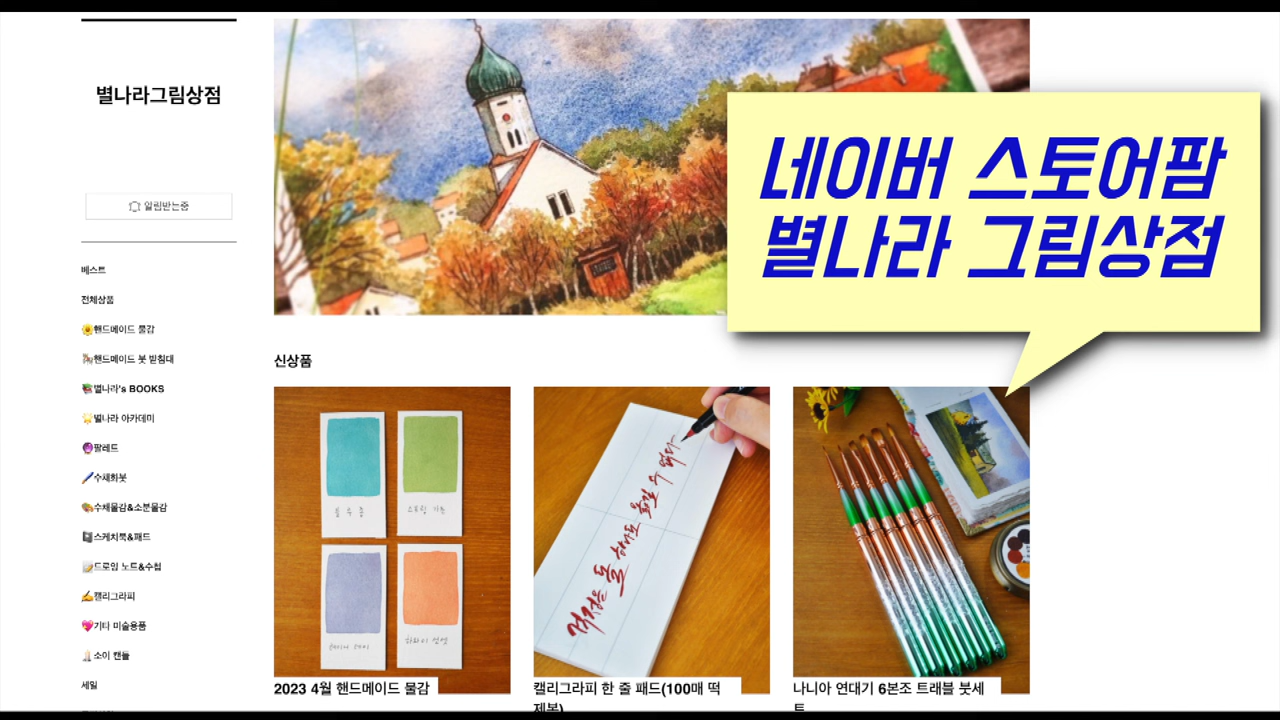 별나라그림상점
알림받는중
베스트
전체상품
핸드메이드 물감
핸드메이드 붓 받침대
별나라's BOOKS
별나라 아카데미
팔레트
수채화붓
수채물감&소분물감
스케치북&패드
드로잉 노트&수첩
캘리그라피
기타 미술용품
소이 캔들
세일
네이버 스토어팜
별나라 그림상점
신상품
2023 4월 핸드메이드 물감
캘리그라피 한 줄 패드(100매 떡
제본)
나니아 연대기 6본조 트래블 붓세
트